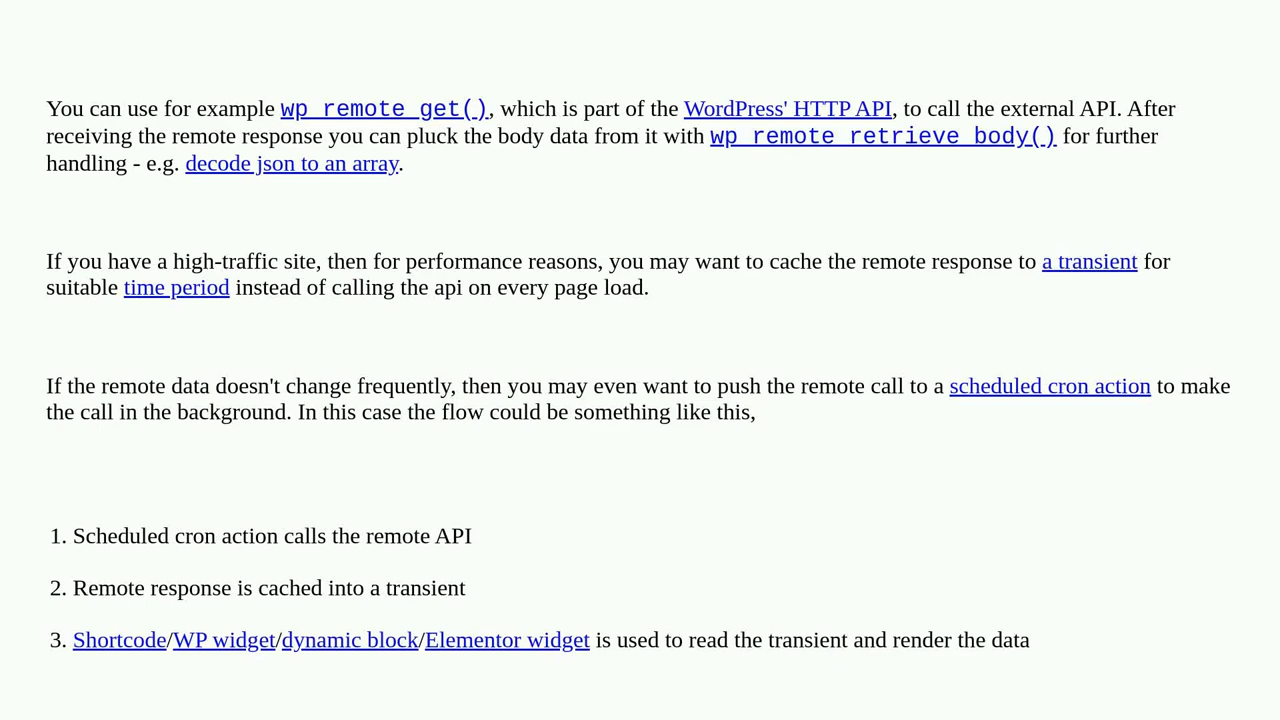 You can use for example wp_remote_get(), which is part of the WordPress' HTTP API, to call the external API. After
receiving the remote response you can pluck the body data from it with wp_remote_retrieve_body() for further
handling - e.g. decode json to an array.
If you have a high-traffic site, then for performance reasons, you may want to cache the remote response to a transient for
suitable time period instead of calling the api on every page load.
If the remote data doesn't change frequently, then you may even want to push the remote call to a scheduled cron action to make
the call in the background. In this case the flow could be something like this,
1. Scheduled cron action calls the remote API
2. Remote response is cached into a transient
3. Shortcode/WP widget/dynamic block/Elementor widget is used to read the transient and render the data